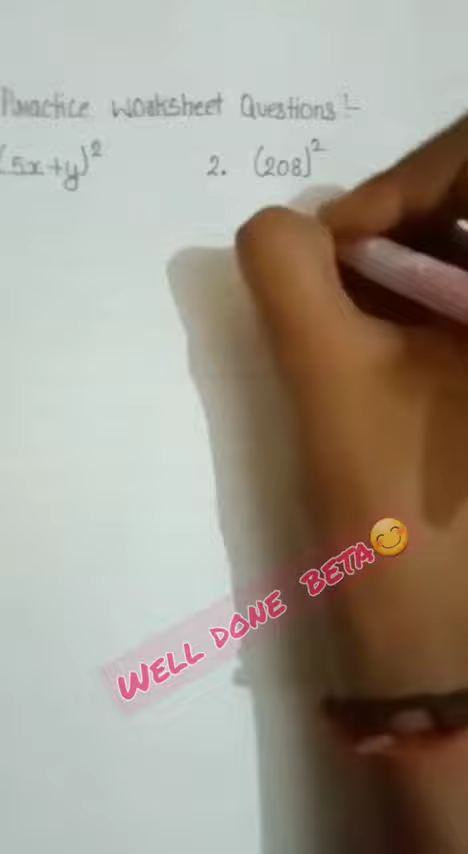 Practice Worksheet Questions :-
(5x+y)² 2. (208)²
WELL DONE BETA😊